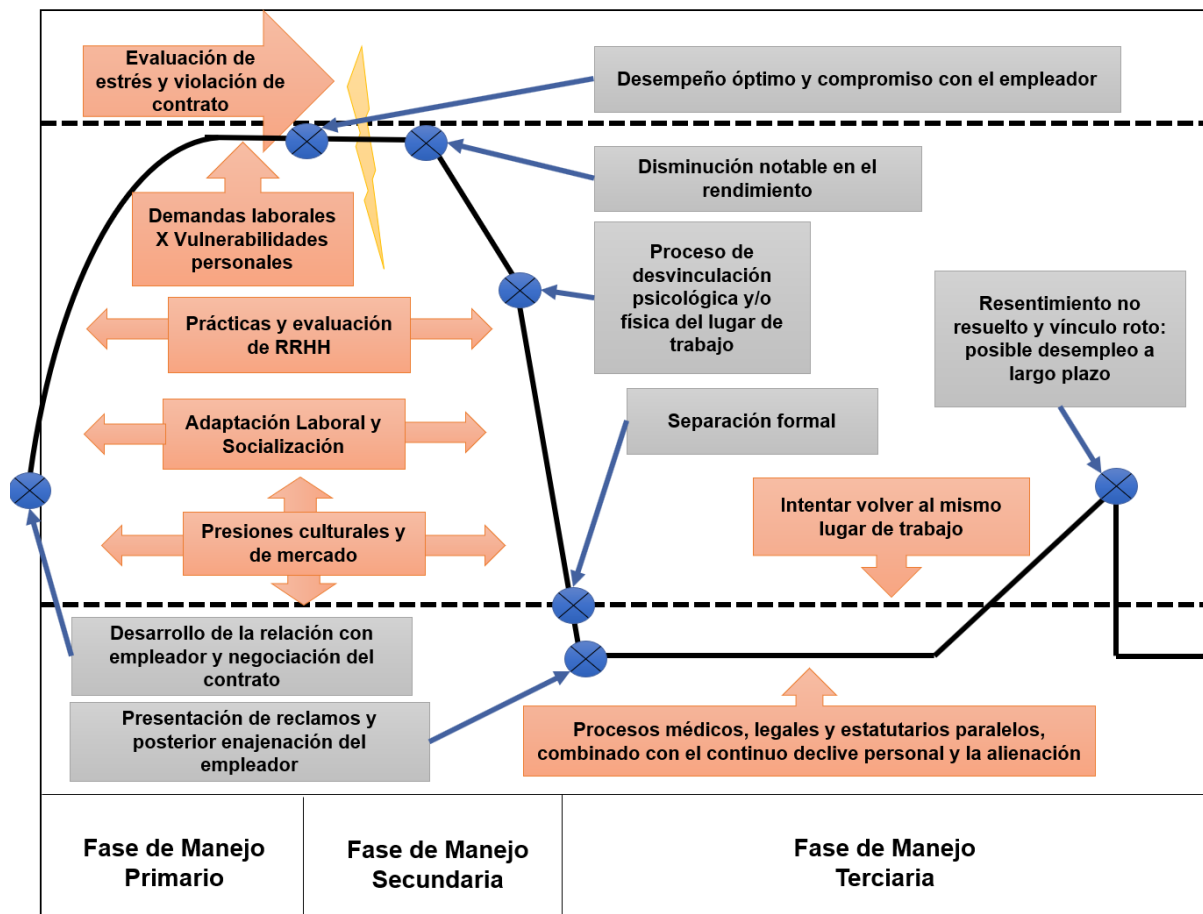 Evaluación de
estrés y violación de
contrato
Desempeño óptimo y compromiso con el empleador
Disminución notable en el
rendimiento
Demandas laborales
X Vulnerabilidades
personales
Proceso de
desvinculación
psicológica y/o
física del lugar de
trabajo
Resentimiento no
resuelto y vínculo roto:
posible desempleo a
largo plazo
Prácticas y evaluación
de RRHH
Adaptación Laboral y
Socialización
Separación formal
Presiones culturales y
de mercado
Intentar volver al mismo
lugar de trabajo
Desarrollo de la relación con
empleador y negociación del
contrato
Presentación de reclamos y
posterior enajenación del
empleador
Procesos médicos, legales y estatutarios paralelos,
combinado con el continuo declive personal y la alienación
Fase de Manejo
Primario
Fase de Manejo
Secundaria
Fase de Manejo
Terciaria